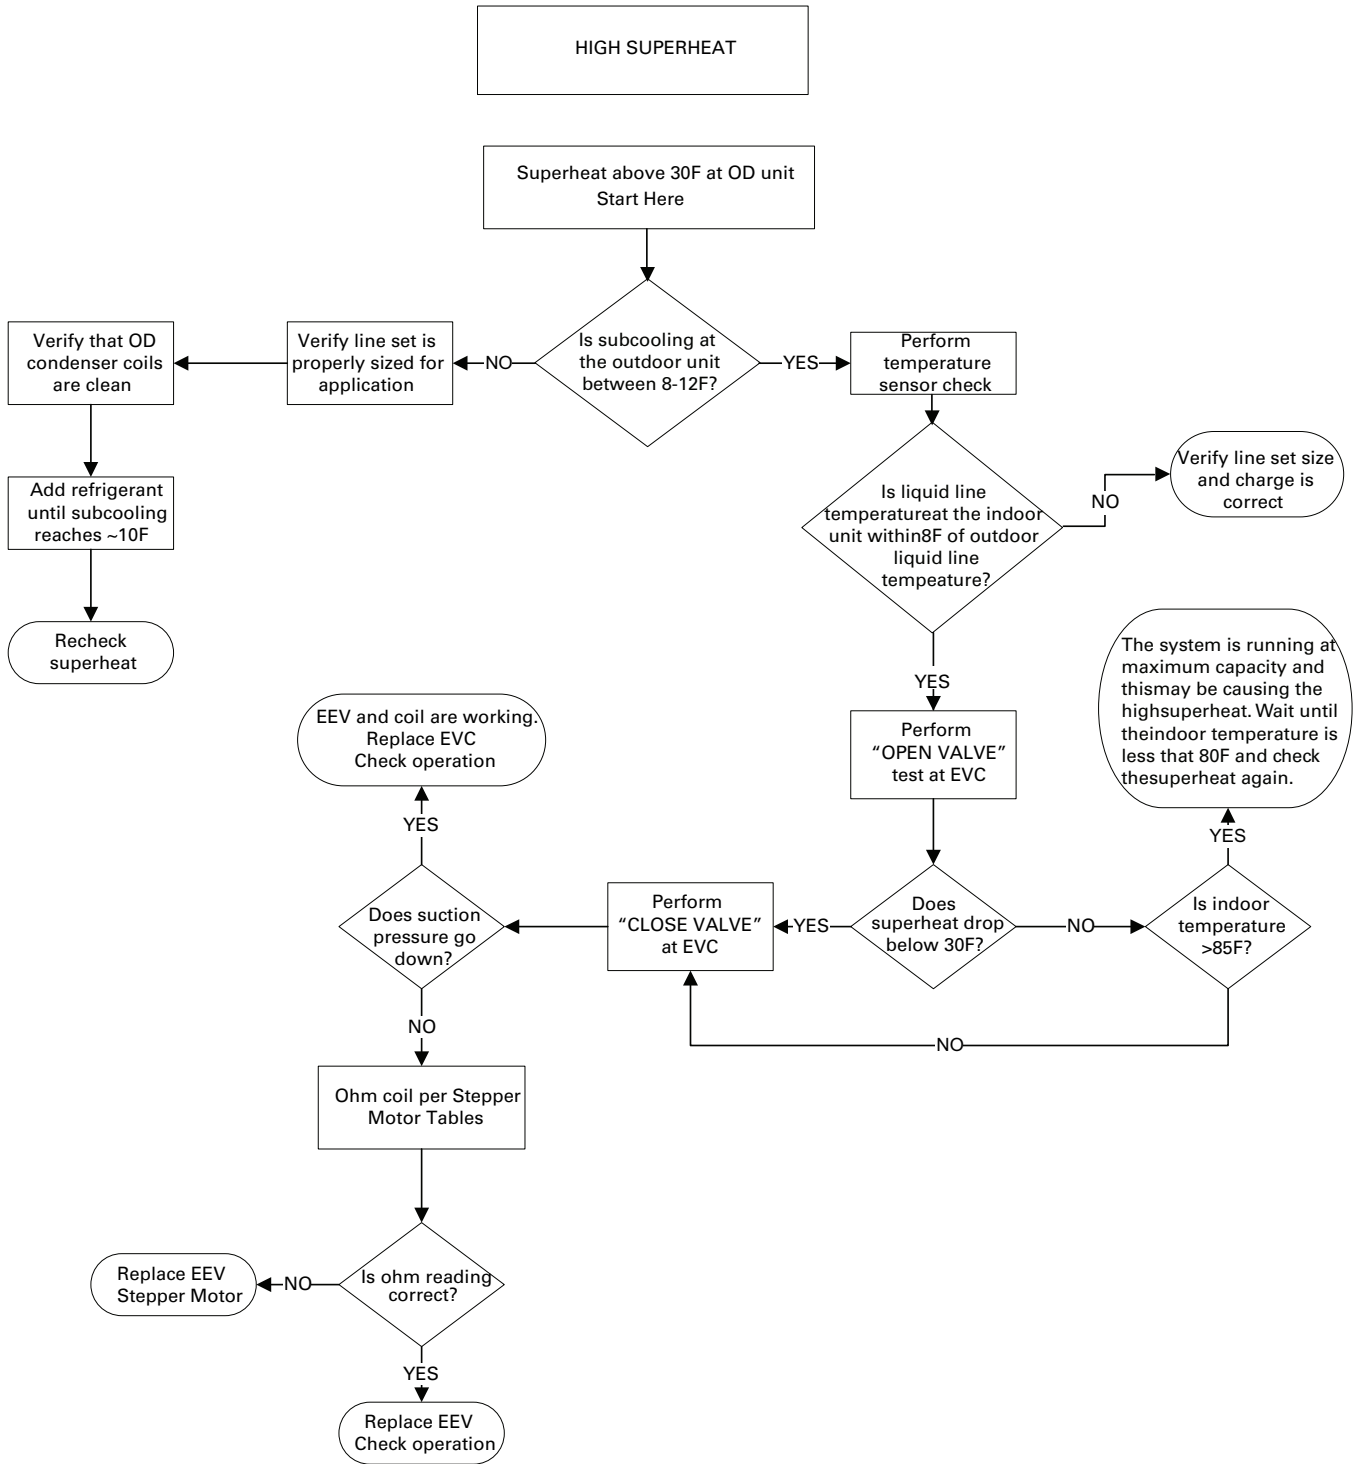 HIGH SUPERHEAT
Superheat above 30F at OD unit
Start Here
Is subcooling at
the outdoor unit
between 8-12F?
NO
YES
Verify line set is
properly sized for
application
Verify that OD
condenser coils
are clean
Add refrigerant
until subcooling
reaches ~10F
Recheck
superheat
Perform
temperature
sensor check
Is liquid line
temperatureat the indoor
unit within8F of outdoor
liquid line
tempeature?
NO
Verify line set size
and charge is
correct
YES
Perform
“OPEN VALVE”
test at EVC
Does
superheat drop
below 30F?
YES
NO
Is indoor
temperature
>85F?
YES
The system is running at
maximum capacity and
thismay be causing the
highsuperheat. Wait until
theindoor temperature is
less that 80F and check
thesuperheat again.
NO
Perform
“CLOSE VALVE”
at EVC
Does suction
pressure go
down?
YES
EEV and coil are working.
Replace EVC
Check operation
NO
Ohm coil per Stepper
Motor Tables
Is ohm reading
correct?
NO
Replace EEV
Stepper Motor
YES
Replace EEV
Check operation